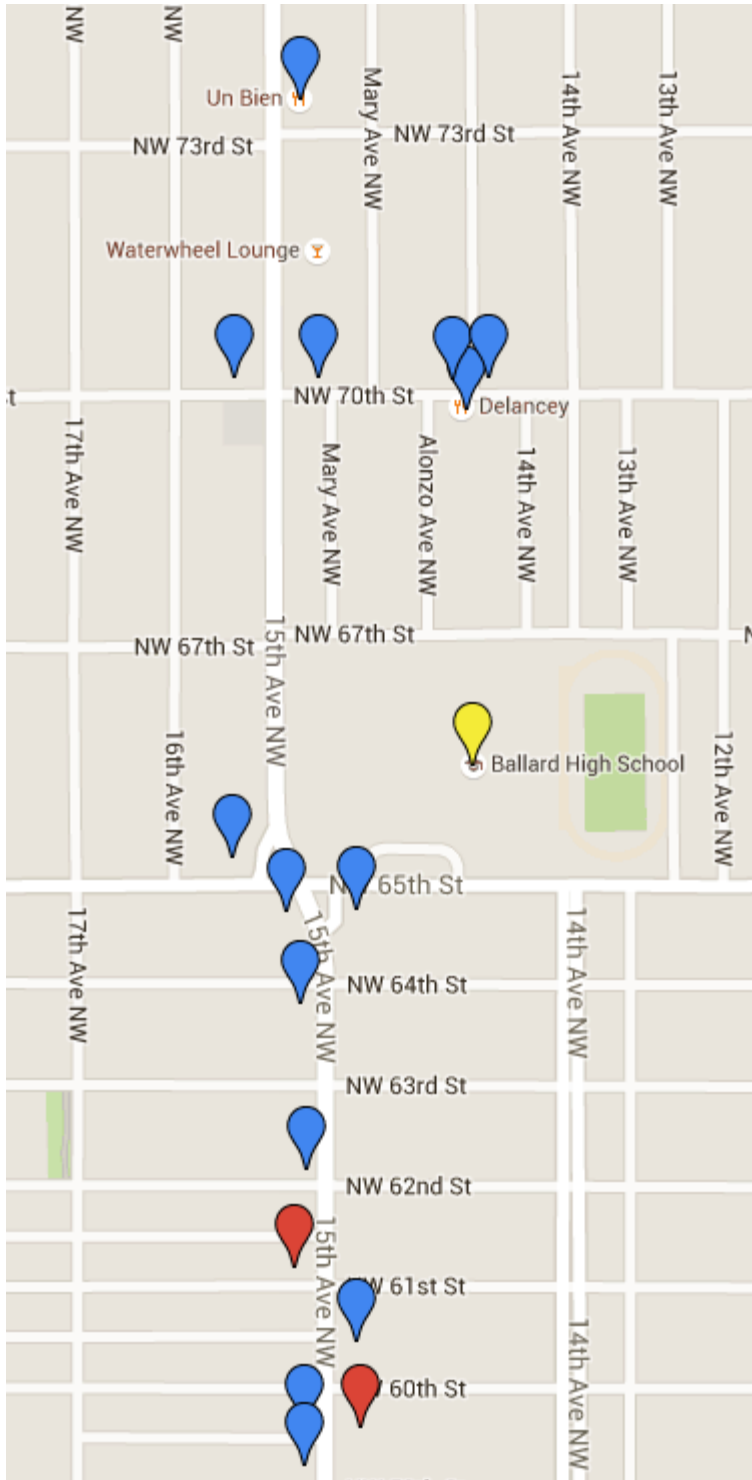 NW
NW
Un Bien
Mary Ave NW
14th Ave NW
13th Ave NW
NW 73rd St
NW 73rd St
Waterwheel Lounge
t
NW 70th St
Delancey
17th Ave NW
Mary Ave NW
Alonzo Ave NW
14th Ave NW
13th Ave NW
15th Ave NW
NW 67th St
NW 67th St
16th Ave NW
Ballard High School
12th Ave NW
65th St
17th Ave NW
15th Ave NW
14th Ave NW
NW 64th St
NW 63rd St
NW 62nd St
15th Ave NW
61st St
14th Ave NW
60th St